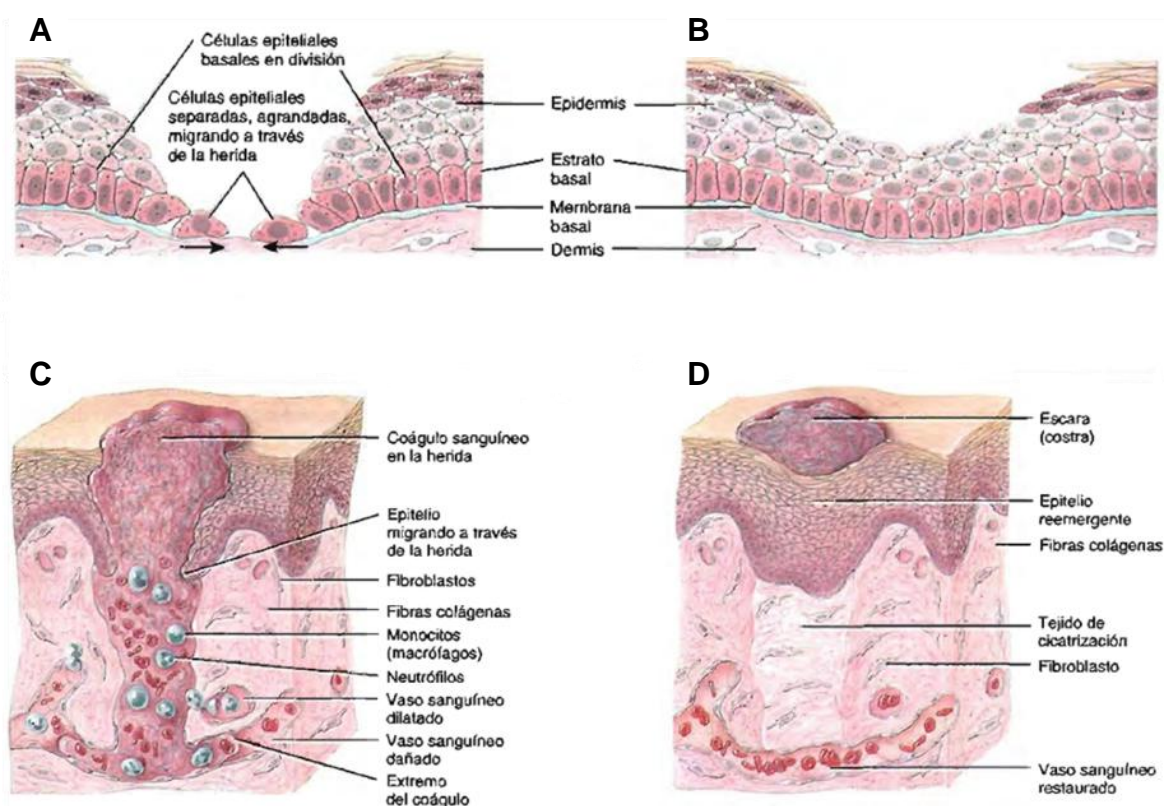 A
Células epiteliales
basales en división
Células epiteliales
separadas, agrandadas,
migrando a través
de la herida
B
Epidermis
Estrato
basal
Membrana
basal
Dermis
C
Coágulo sanguíneo
en la herida
Epitelio
migrando a través
de la herida
Fibroblastos
Fibras colágenas
Monocitos
(macrófagos)
Neutrófilos
Vaso sanguíneo
dilatado
Vaso sanguíneo
dañado
Extremo
del coágulo
D
Escara
(costra)
Epitelio
reemergente
Fibras colágenas
Tejido de
cicatrización
Fibroblasto
Vaso sanguíneo
restaurado